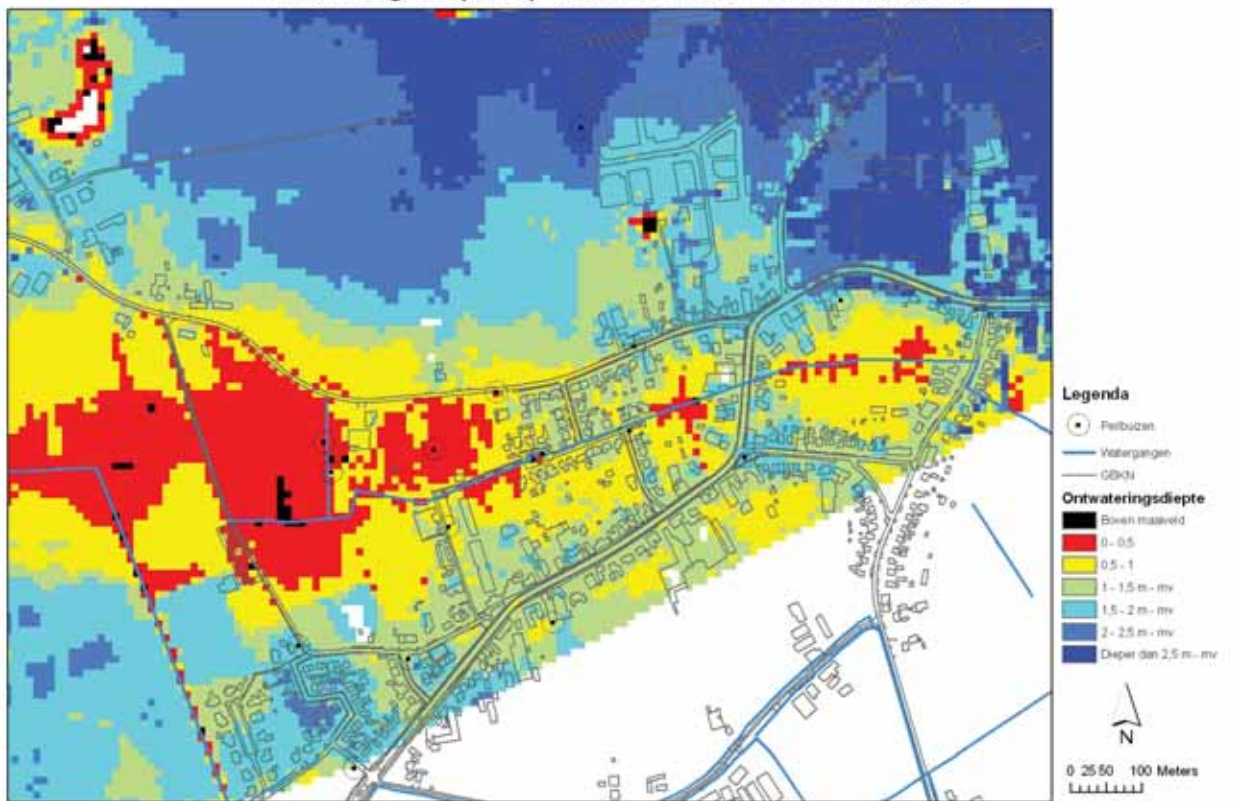 Legenda
Peilbuizen
Watergangen
GBKN
Ontwateringsdiepte
Boven maaiveld
0 - 0,5
0,5 - 1
1 - 1,5 m - mv
1,5 - 2 m - mv
2 - 2,5 m - mv
Dieper dan 2,5 m - mv
N
0 25 50 100 Meters